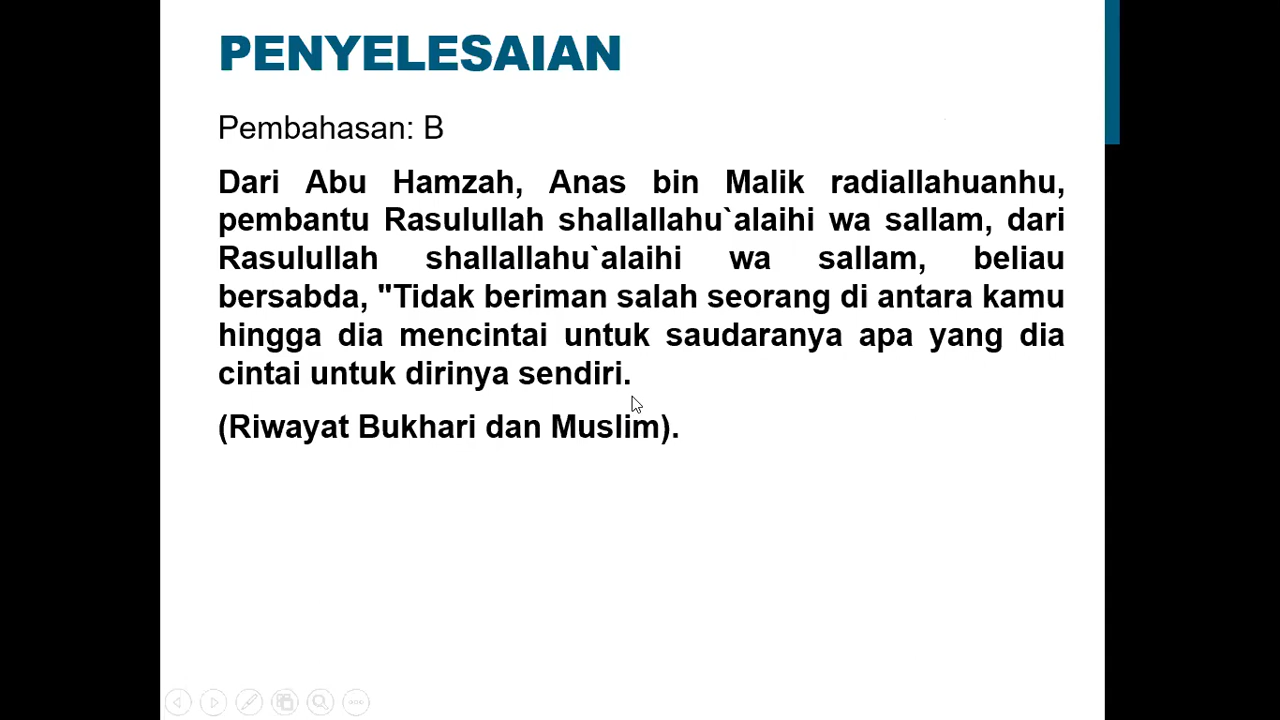 PENYELESAIAN
Pembahasan: B
Dari Abu Hamzah, Anas bin Malik radiallahuanhu,
pembantu Rasulullah shallallahu`alaihi wa sallam, dari
Rasulullah shallallahu`alaihi wa sallam, beliau
bersabda, "Tidak beriman salah seorang di antara kamu
hingga dia mencintai untuk saudaranya apa yang dia
cintai untuk dirinya sendiri.
(Riwayat Bukhari dan Muslim).